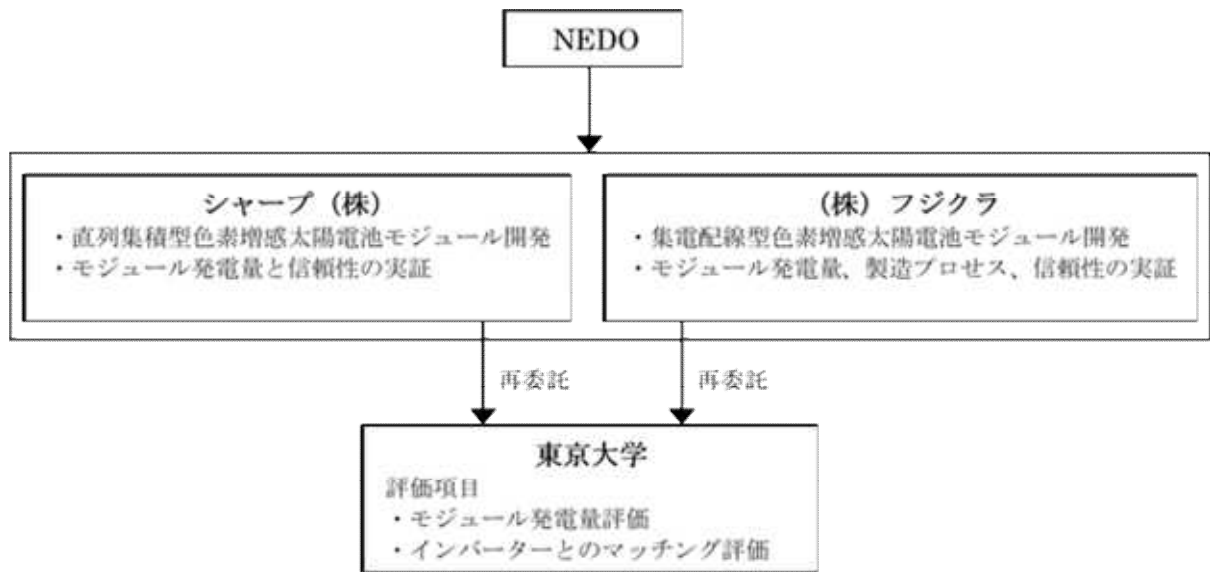 NEDO
シャープ（株）
・直列集積型色素増感太陽電池モジュール開発
・モジュール発電量と信頼性の実証
（株）フジクラ
・集電配線型色素増感太陽電池モジュール開発
・モジュール発電量、製造プロセス、信頼性の実証
再委託
再委託
東京大学
評価項目
・モジュール発電量評価
・インバーターとのマッチング評価